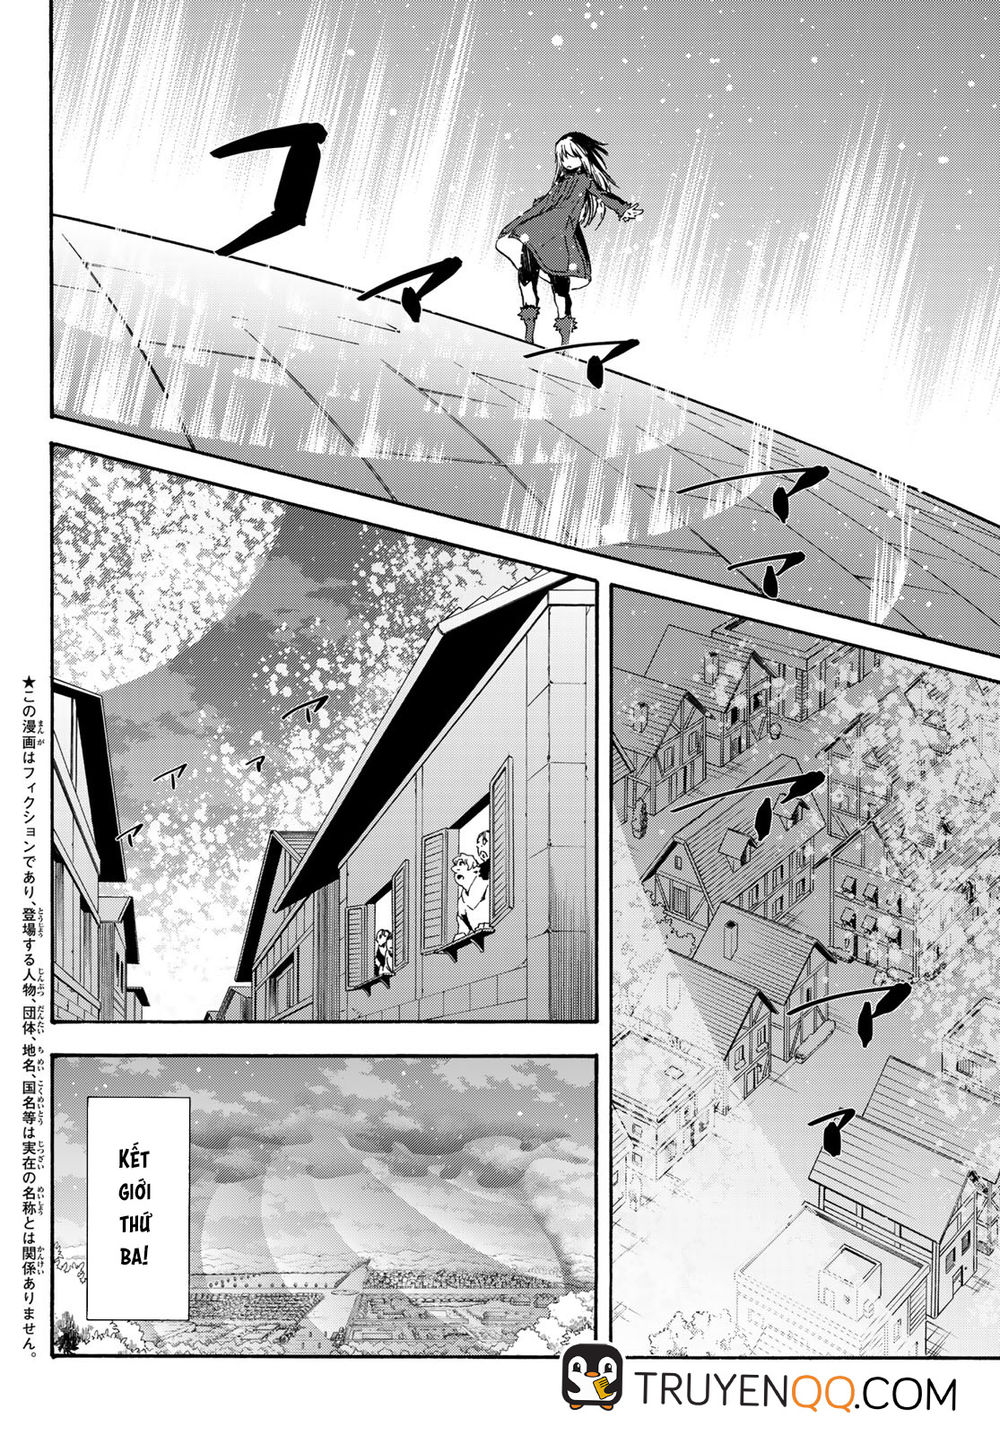 コァァァァ
ァァァ
ァァァ
KẾT
GIỚI
THỨ
BA!
★この漫画はフィクションであり、登場する人物、団体、地名、国名等は実在の名称とは関係ありません。
TRUYENQQ.COM